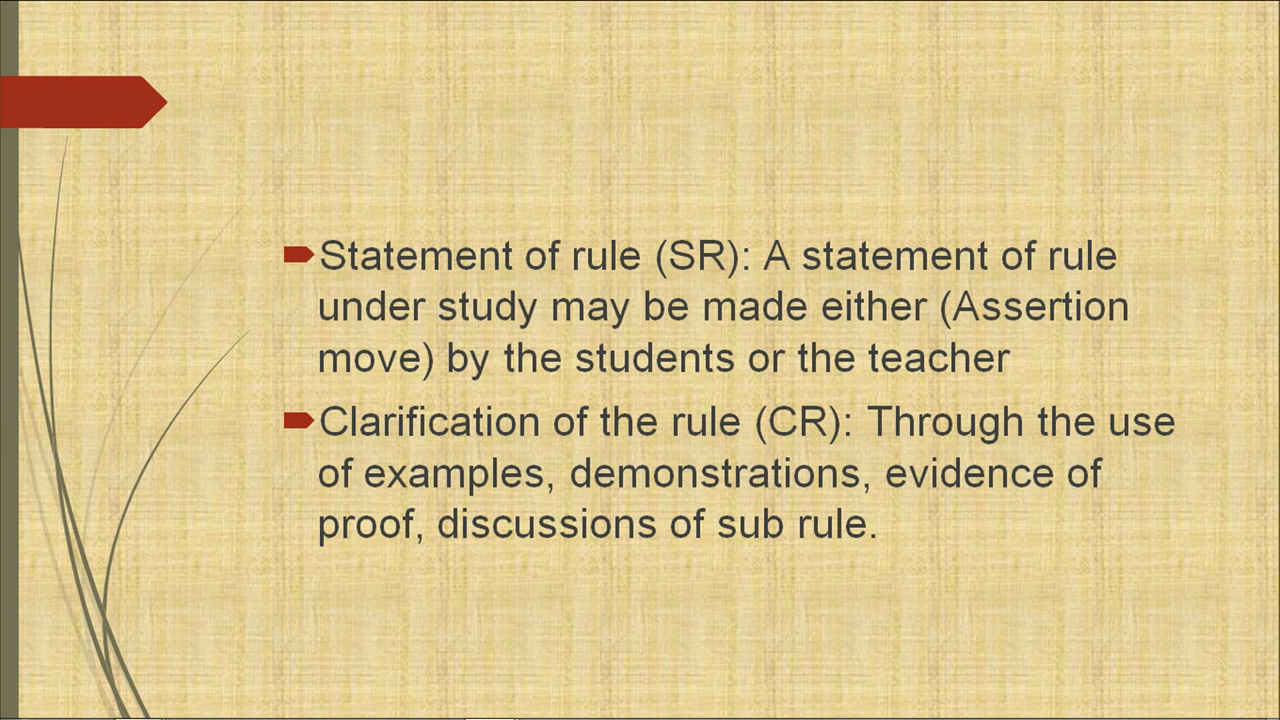 Statement of rule (SR): A statement of rule
under study may be made either (Assertion
move) by the students or the teacher
Clarification of the rule (CR): Through the use
of examples, demonstrations, evidence of
proof, discussions of sub rule.